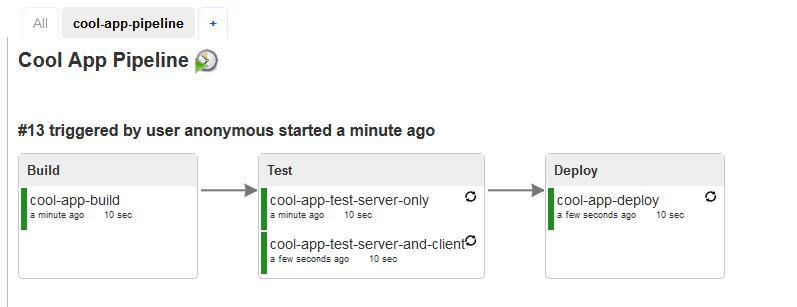 All cool-app-pipeline +
Cool App Pipeline
#13 triggered by user anonymous started a minute ago
Build
cool-app-build
a minute ago 10 sec
Test
cool-app-test-server-only
a minute ago 10 sec
cool-app-test-server-and-client
a few seconds ago 10 sec
Deploy
cool-app-deploy
a few seconds ago 10 sec